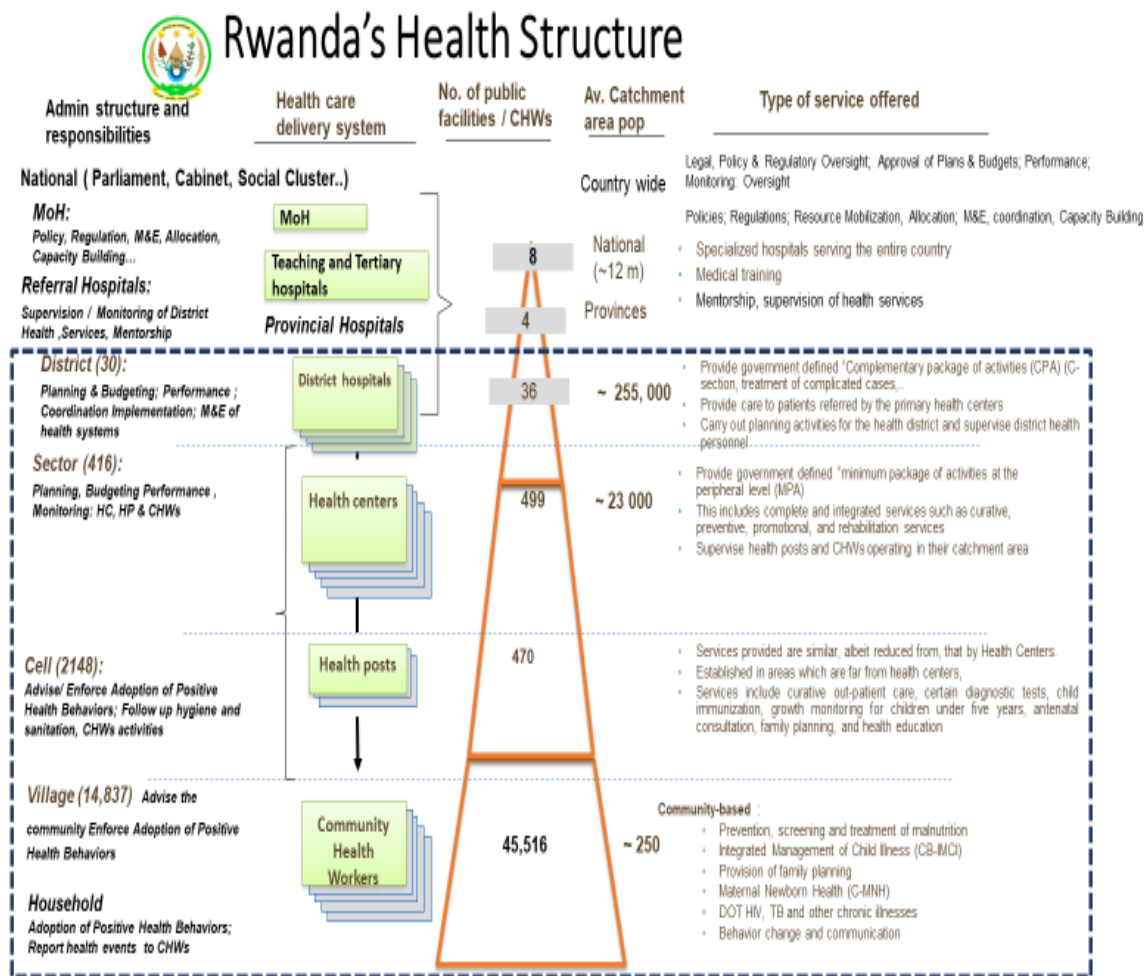 Rwanda's Health Structure
Admin structure and
responsibilities
Health care
delivery system
No. of public
facilities / CHWs
Av. Catchment
area pop
Type of service offered
National ( Parliament, Cabinet, Social Cluster..)
Country wide
Legal, Policy & Regulatory Oversight; Approval of Plans & Budgets; Performance;
Monitoring: Oversight
MoH:
Policy, Regulation, M&E, Allocation,
Capacity Building...
MoH
Policies; Regulations; Resource Mobilization, Allocation; M&E, coordination, Capacity Building
Referral Hospitals:
Supervision / Monitoring of District
Health ,Services, Mentorship
Teaching and Tertiary
hospitals
8
National
(~12 m)
• Specialized hospitals serving the entire country
• Medical training
• Mentorship, supervision of health services
Provincial Hospitals
4
Provinces
District (30):
Planning & Budgeting; Performance ;
Coordination Implementation; M&E of
health systems
District hospitals
36
~ 255, 000
• Provide government defined "Complementary package of activities (CPA) (C-
section, treatment of complicated cases,..
• Provide care to patients referred by the primary health centers
• Carry out planning activities for the health district and supervise district health
personnel
Sector (416):
Planning, Budgeting Performance ,
Monitoring: HC, HP & CHWs
Health centers
499
~ 23 000
• Provide government defined "minimum package of activities at the
peripheral level (MPA)
• This includes complete and integrated services such as curative,
preventive, promotional, and rehabilitation services
• Supervise health posts and CHWs operating in their catchment area
Cell (2148):
Advise/ Enforce Adoption of Positive
Health Behaviors; Follow up hygiene and
sanitation, CHWs activities
Health posts
470
• Services provided are similar, albeit reduced from, that by Health Centers.
• Established in areas which are far from health centers,
• Services include curative out-patient care, certain diagnostic tests, child
immunization, growth monitoring for children under five years, antenatal
consultation, family planning, and health education
Village (14,837) Advise the
community Enforce Adoption of Positive
Health Behaviors
Household
Adoption of Positive Health Behaviors;
Report health events to CHWs
Community
Health
Workers
45,516
~ 250
Community-based :
• Prevention, screening and treatment of malnutrition
• Integrated Management of Child Illness (CB-IMCI)
• Provision of family planning
• Maternal Newborn Health (C-MNH)
• DOT HIV, TB and other chronic illnesses
• Behavior change and communication